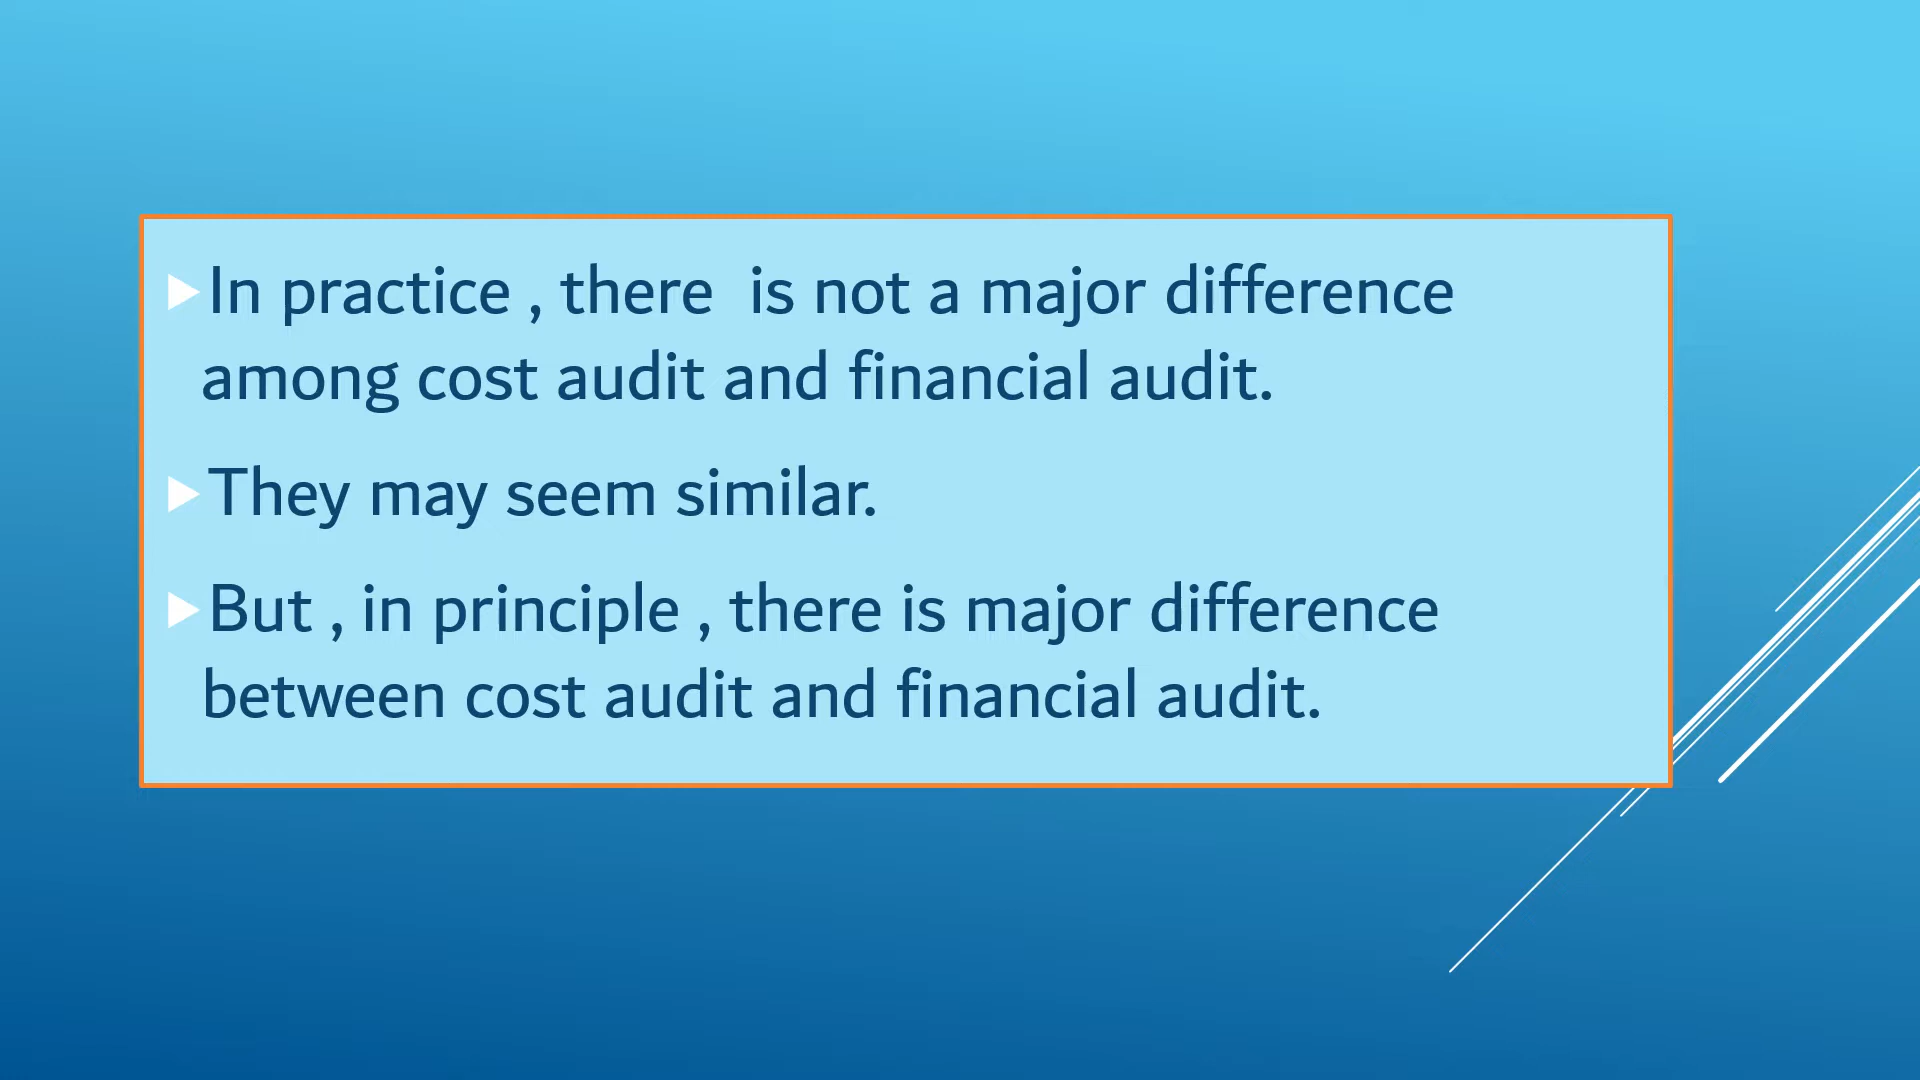 In practice , there  is not a major difference
among cost audit and financial audit.
They may seem similar.
But , in principle , there is major difference
between cost audit and financial audit.